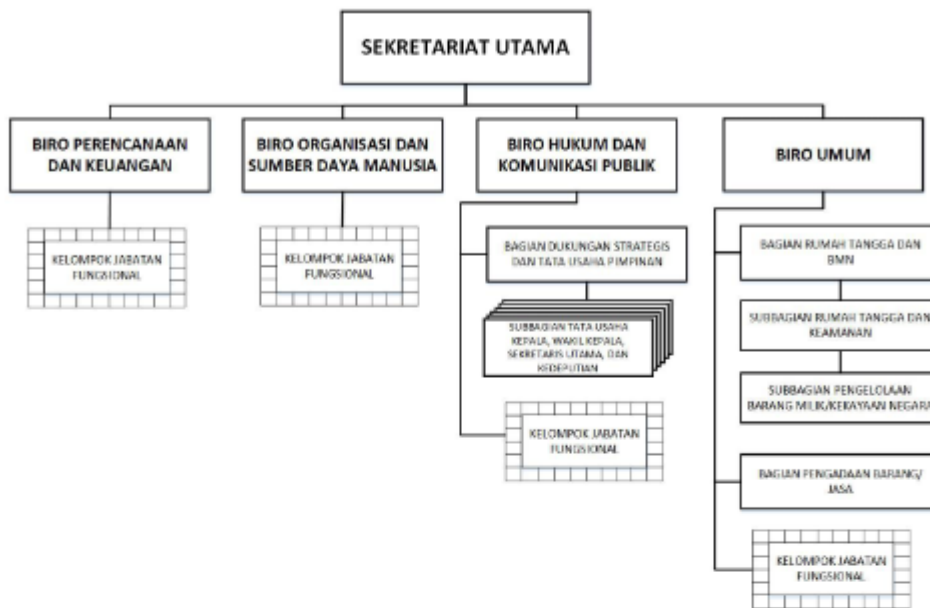 SEKRETARIAT UTAMA
BIRO PERENCANAAN
DAN KEUANGAN
BIRO ORGANISASI DAN
SUMBER DAYA MANUSIA
BIRO HUKUM DAN
KOMUNIKASI PUBLIK
BIRO UMUM
KELOMPOK JABATAN
FUNGSIONAL
KELOMPOK JABATAN
FUNGSIONAL
BAGIAN DUKUNGAN STRATEGIS
DAN TATA USAHA PIMPINAN
SUBBAGIAN TATA USAHA
KEPALA, WAKIL KEPALA,
SEKRETARIS UTAMA, DAN
KEDEPUTIAN
KELOMPOK JABATAN
FUNGSIONAL
BAGIAN RUMAH TANGGA DAN
BMN
SUBBAGIAN RUMAH TANGGA DAN
KEAMANAN
SUBBAGIAN PENGELOLAAN
BARANG MILIK/KEKAYAAN NEGARA
BAGIAN PENGADAAN BARANG/
JASA
KELOMPOK JABATAN
FUNGSIONAL